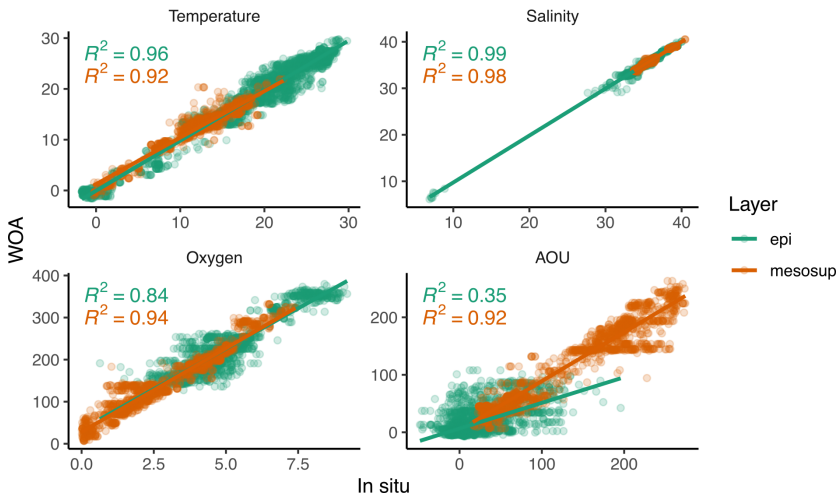 Temperature
Salinity
R² = 0.96
R² = 0.92
R² = 0.99
R² = 0.98
30
20
10
0
40
30
20
10
0
10
20
30
10
20
30
40
Oxygen
AOU
R² = 0.84
R² = 0.94
R² = 0.35
R² = 0.92
400
300
200
100
0
200
100
0
0.0
2.5
5.0
7.5
0
100
200
WOA
In situ
Layer
epi
mesosup